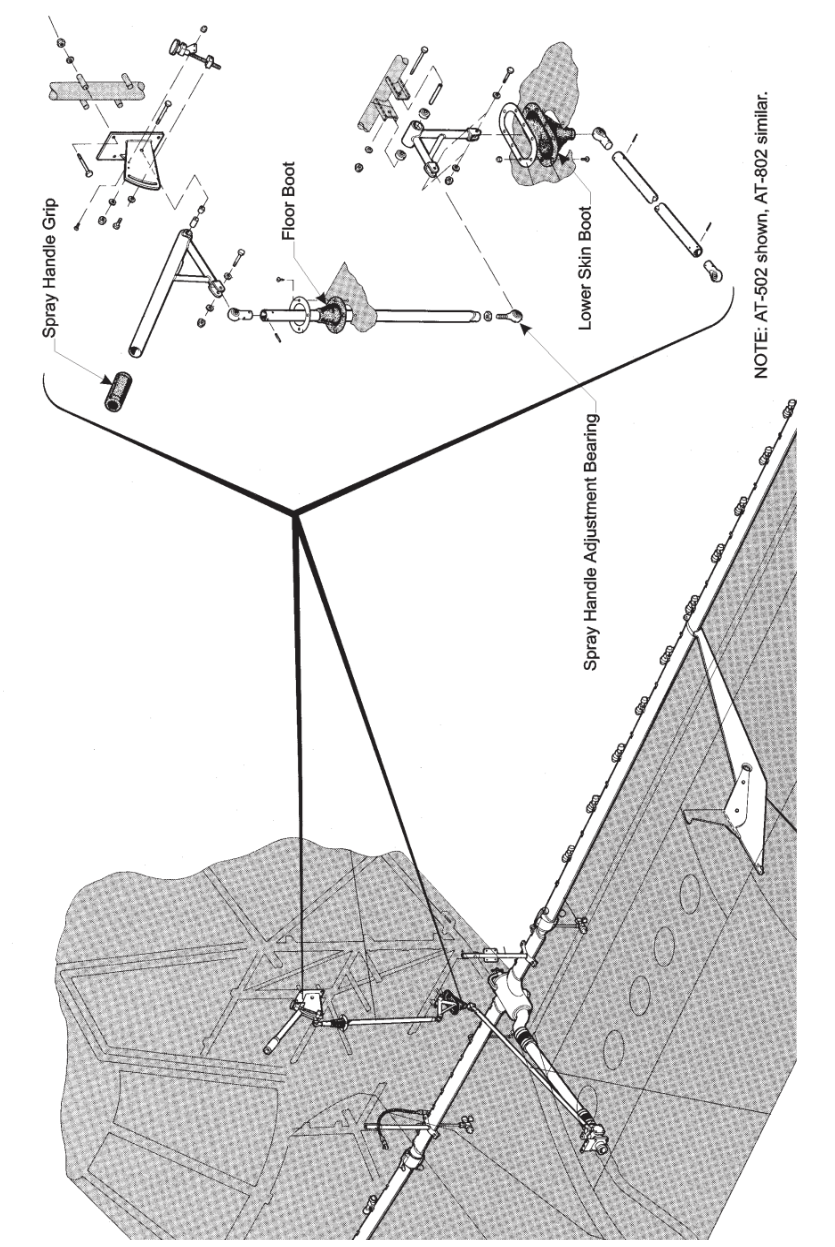 Spray Handle Grip
Floor Boot
Lower Skin Boot
Spray Handle Adjustment Bearing
NOTE: AT-502 shown, AT-802 similar.